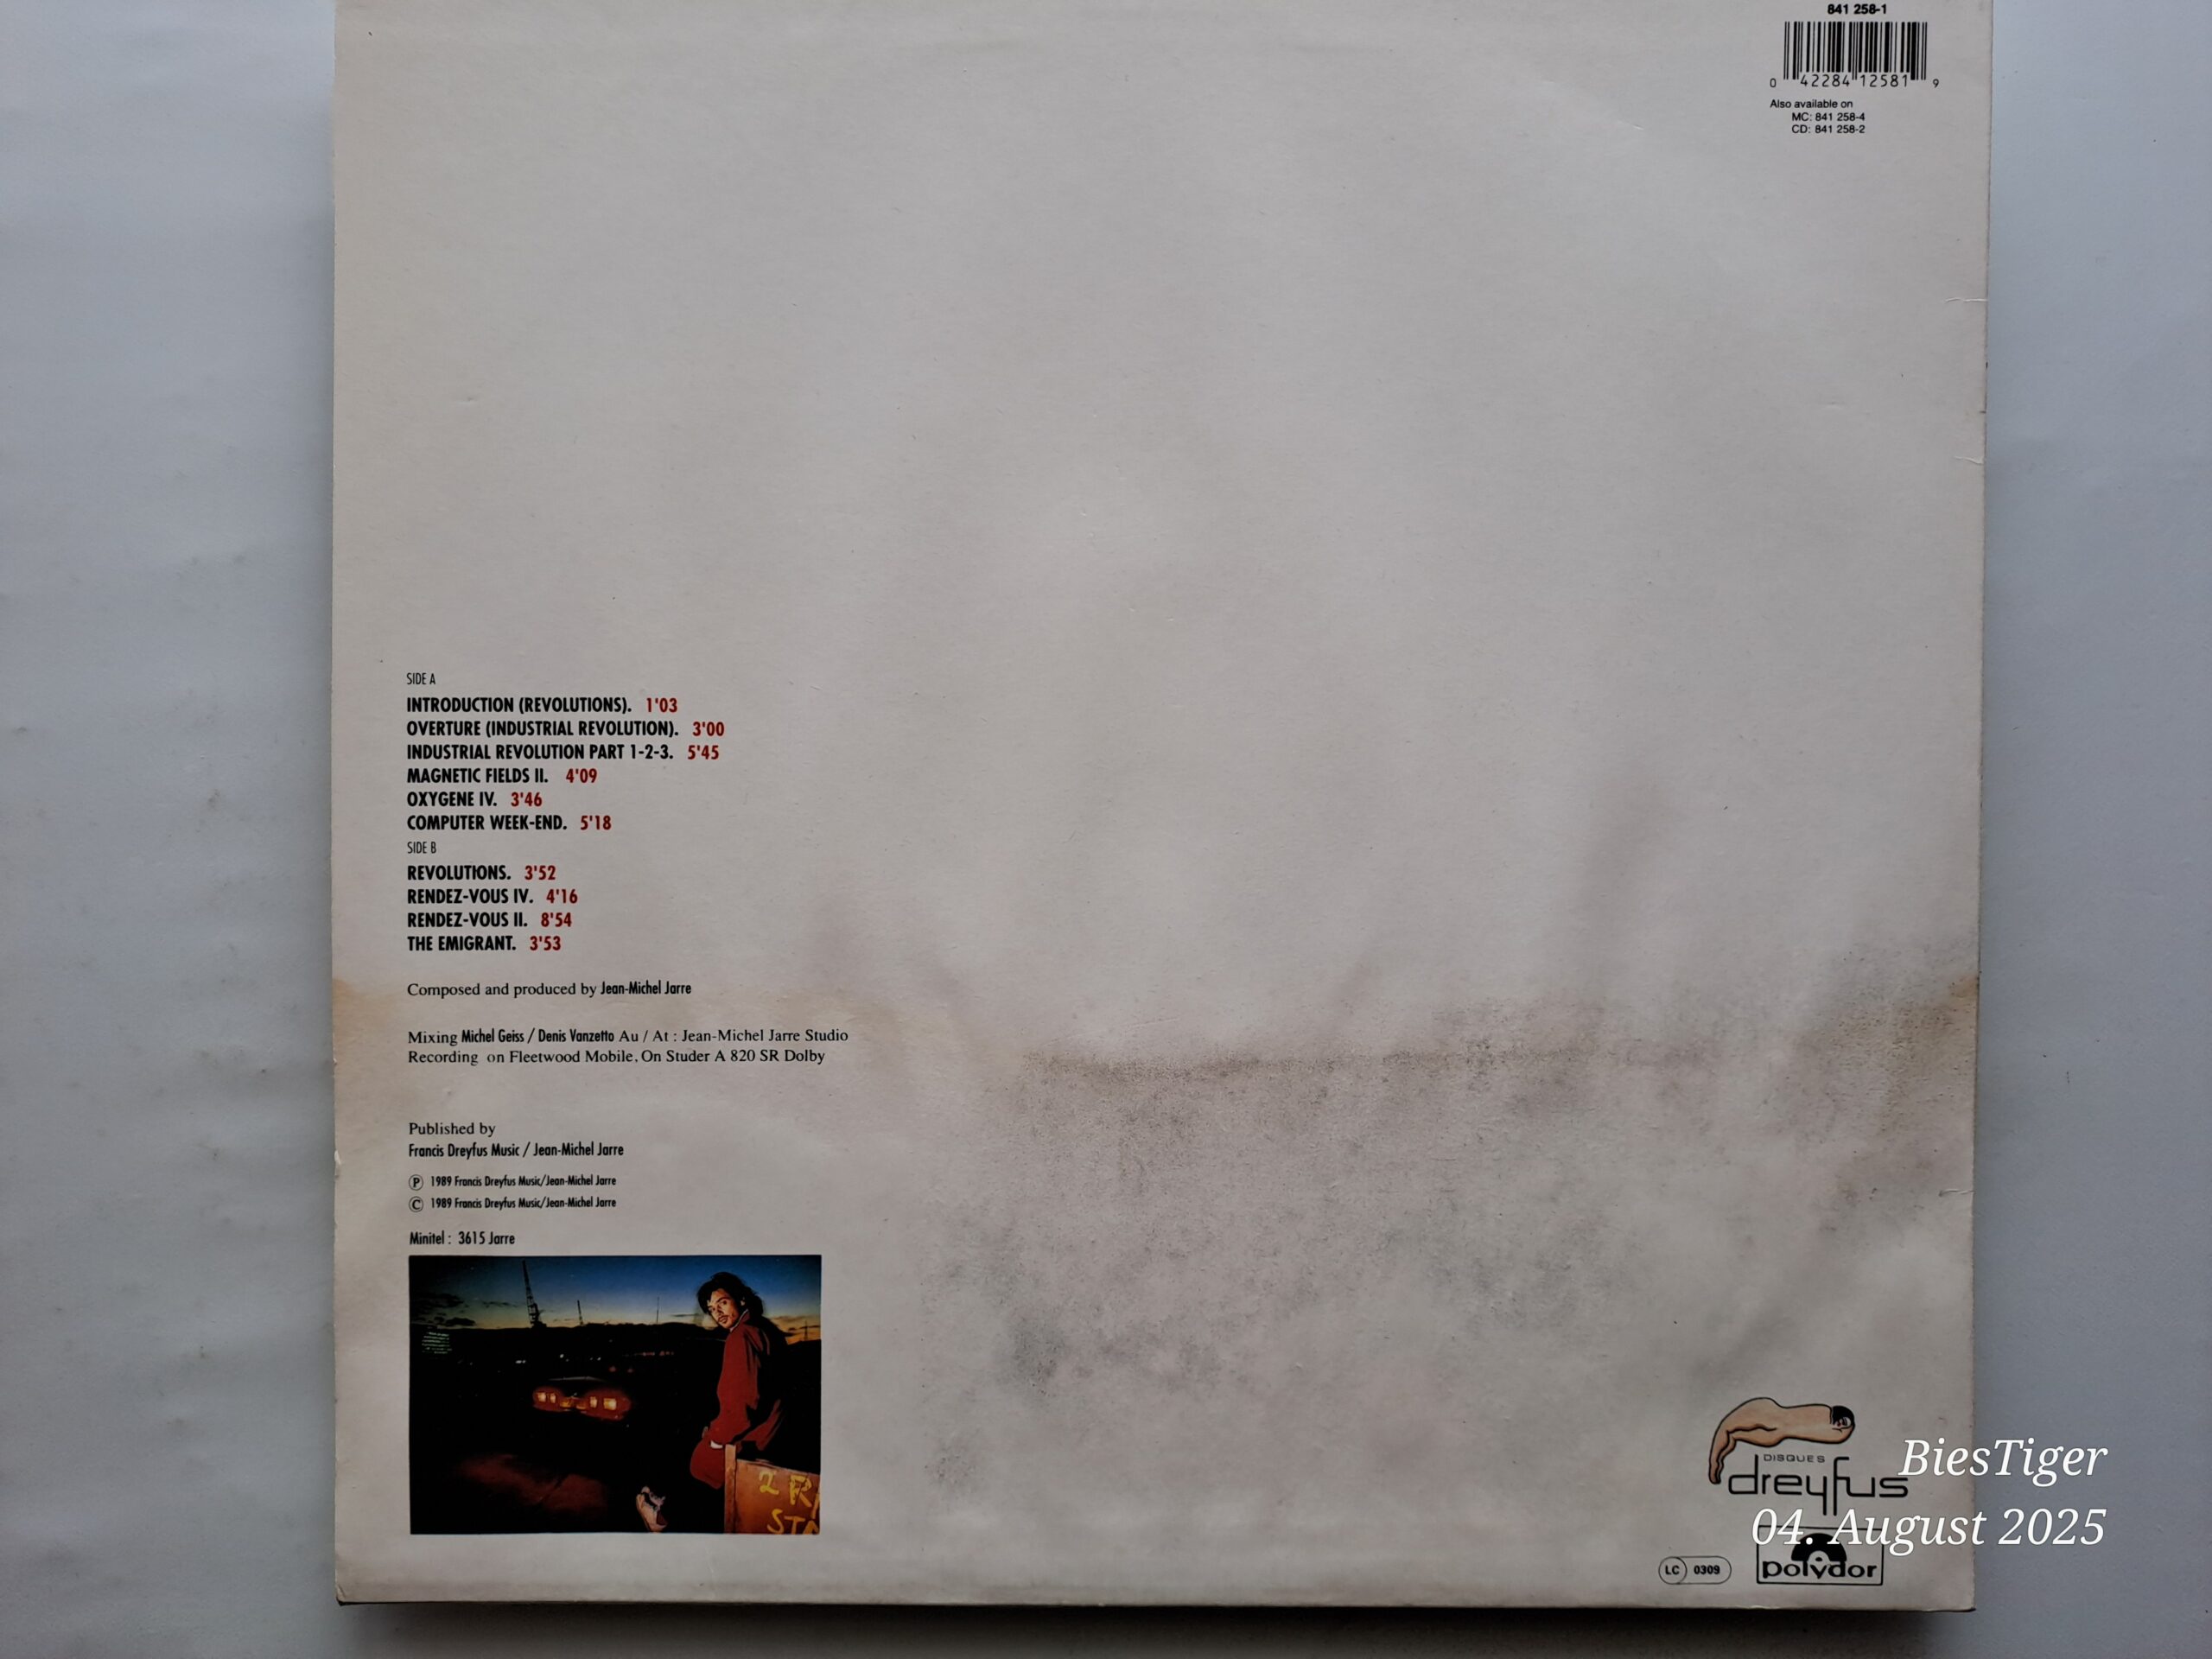 841 258-1
0 42284 12581 9
Also available on
MC: 841 258-4
CD: 841 258-2
SIDE A
INTRODUCTION (REVOLUTIONS). 1'03
OVERTURE (INDUSTRIAL REVOLUTION). 3'00
INDUSTRIAL REVOLUTION PART 1-2-3. 5'45
MAGNETIC FIELDS II. 4'09
OXYGENE IV. 3'46
COMPUTER WEEK-END. 5'18
SIDE B
REVOLUTIONS. 3'52
RENDEZ-VOUS IV. 4'16
RENDEZ-VOUS II. 8'54
THE EMIGRANT. 3'53
Composed and produced by Jean-Michel Jarre
Mixing Michel Geiss / Denis Vanzetto Au / At : Jean-Michel Jarre Studio
Recording on Fleetwood Mobile, On Studer A 820 SR Dolby
Published by
Francis Dreyfus Music / Jean-Michel Jarre
Ⓟ 1989 Francis Dreyfus Music/Jean-Michel Jarre
© 1989 Francis Dreyfus Music/Jean-Michel Jarre
Minitel : 3615 Jarre
2 R
ST
DISQUES
dreyfus
BiesTiger
04. August 2025
LC 0309
polydor